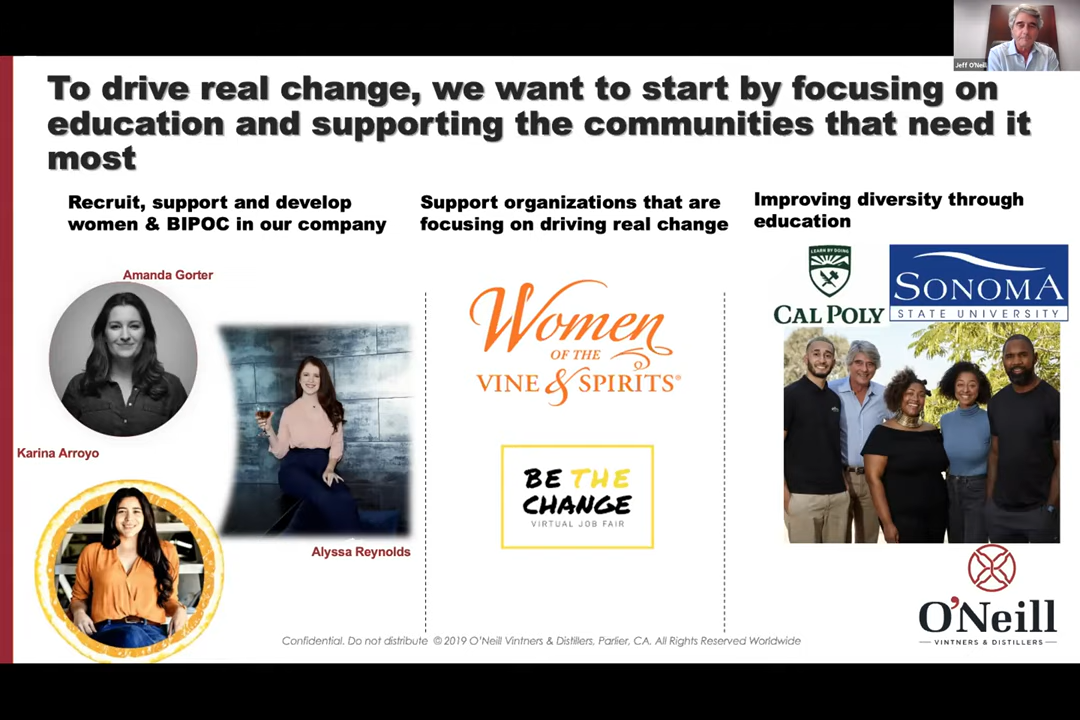 Jeff O'Neill
To drive real change, we want to start by focusing on
education and supporting the communities that need it
most
Recruit, support and develop
women & BIPOC in our company
Amanda Gorter
Karina Arroyo
Alyssa Reynolds
Support organizations that are
focusing on driving real change
Women
OF THE
VINE & SPIRITS®
BE THE
CHANGE
VIRTUAL JOB FAIR
Improving diversity through
education
LEARN BY DOING
CAL POLY
SONOMA
STATE UNIVERSITY
O'Neill
VINTNERS & DISTILLERS
Confidential. Do not distribute © 2019 O'Neill Vintners & Distillers, Parlier, CA. All Rights Reserved Worldwide